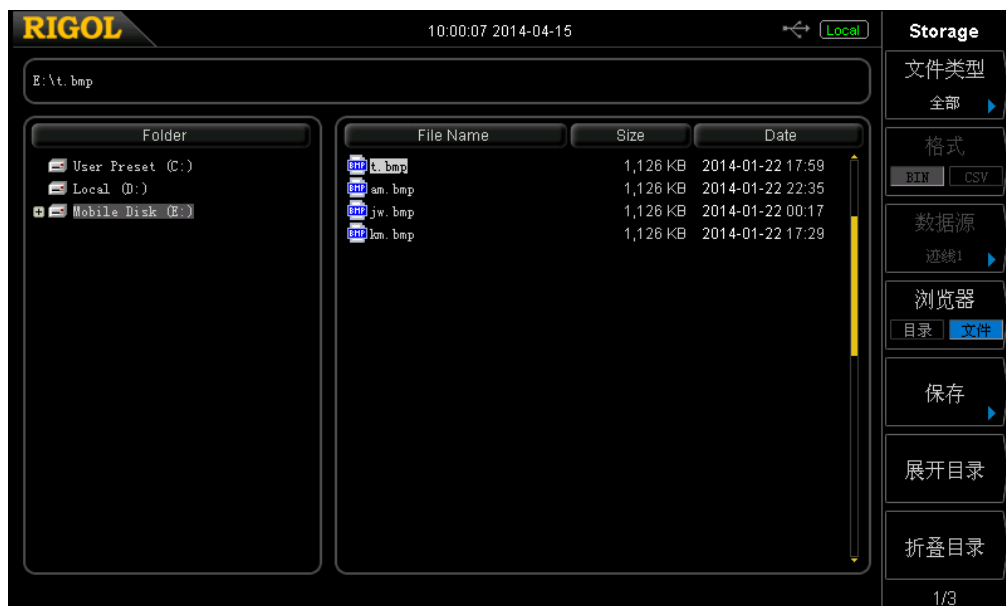 RIGOL
10:00:07 2014-04-15
Local
E:\t.bmp
Folder
User Preset (C:)
Local (D:)
Mobile Disk (E:)
File Name Size Date
t.bmp 1,126 KB 2014-01-22 17:59
am.bmp 1,126 KB 2014-01-22 22:35
jw.bmp 1,126 KB 2014-01-22 00:17
km.bmp 1,126 KB 2014-01-22 17:29
Storage
文件类型
全部
格式
BIN CSV
数据源
迹线1
浏览器
目录 文件
保存
展开目录
折叠目录
1/3